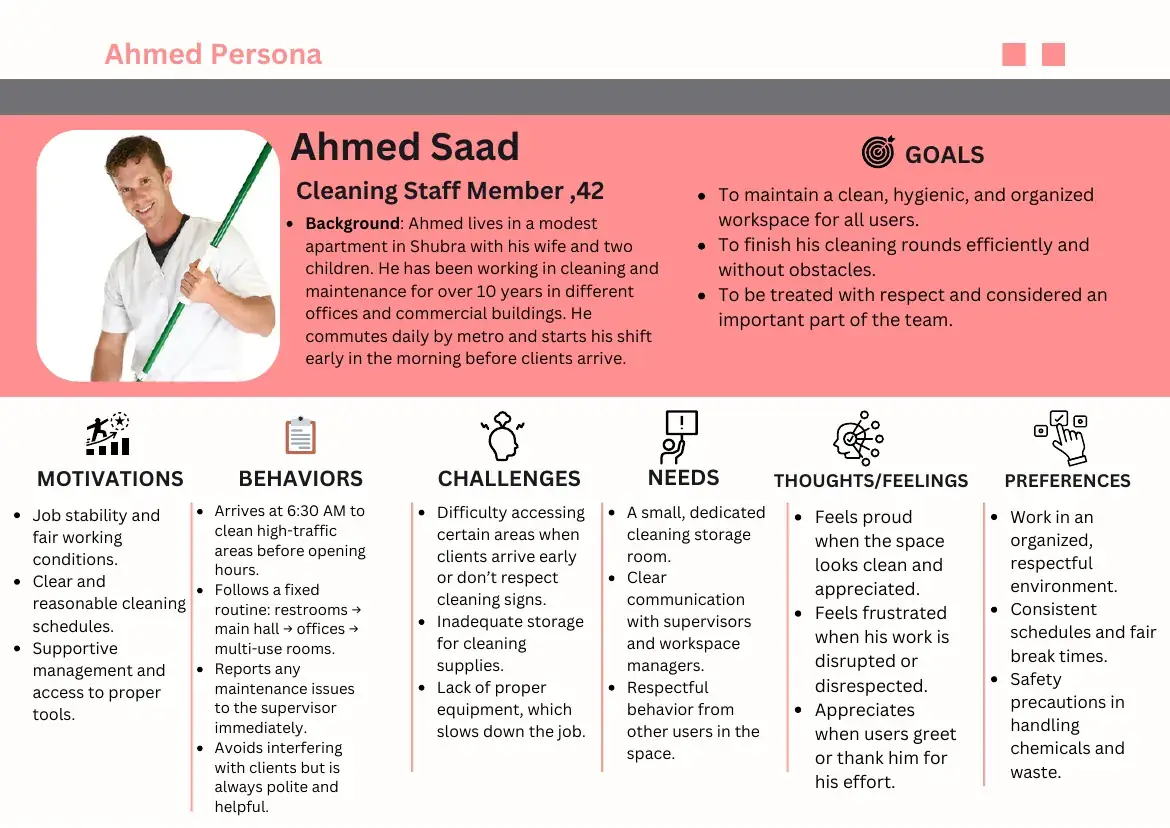 Ahmed Persona
Ahmed Saad
Cleaning Staff Member ,42
• Background: Ahmed lives in a modest
apartment in Shubra with his wife and two
children. He has been working in cleaning and
maintenance for over 10 years in different
offices and commercial buildings. He
commutes daily by metro and starts his shift
early in the morning before clients arrive.
GOALS
• To maintain a clean, hygienic, and organized
workspace for all users.
• To finish his cleaning rounds efficiently and
without obstacles.
• To be treated with respect and considered an
important part of the team.
MOTIVATIONS
• Job stability and
fair working
conditions.
• Clear and
reasonable cleaning
schedules.
• Supportive
management and
access to proper
tools.
BEHAVIORS
• Arrives at 6:30 AM to
clean high-traffic
areas before opening
hours.
• Follows a fixed
routine: restrooms →
main hall → offices →
multi-use rooms.
• Reports any
maintenance issues
to the supervisor
immediately.
• Avoids interfering
with clients but is
always polite and
helpful.
CHALLENGES
• Difficulty accessing
certain areas when
clients arrive early
or don’t respect
cleaning signs.
• Inadequate storage
for cleaning
supplies.
• Lack of proper
equipment, which
slows down the job.
!
NEEDS
• A small, dedicated
cleaning storage
room.
• Clear
communication
with supervisors
and workspace
managers.
• Respectful
behavior from
other users in the
space.
THOUGHTS/FEELINGS
• Feels proud
when the space
looks clean and
appreciated.
• Feels frustrated
when his work is
disrupted or
disrespected.
• Appreciates
when users greet
or thank him for
his effort.
PREFERENCES
• Work in an
organized,
respectful
environment.
• Consistent
schedules and fair
break times.
• Safety
precautions in
handling
chemicals and
waste.